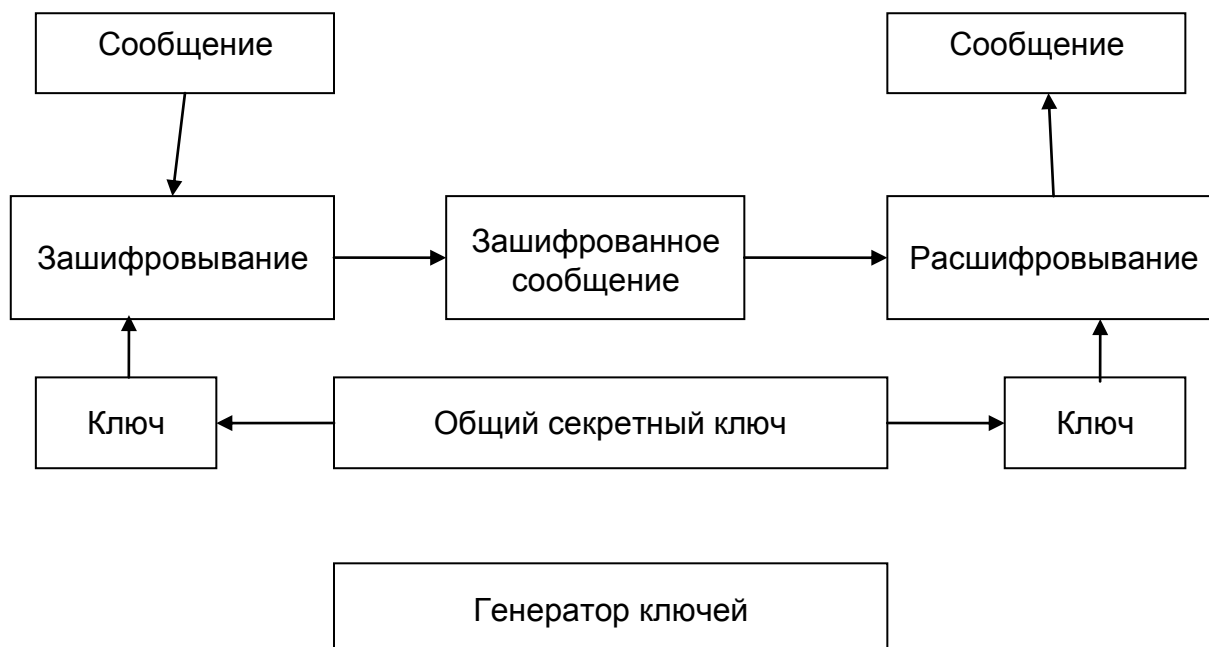 Сообщение
Сообщение
Зашифровывание
Зашифрованное
сообщение
Расшифровывание
Ключ
Общий секретный ключ
Ключ
Генератор ключей